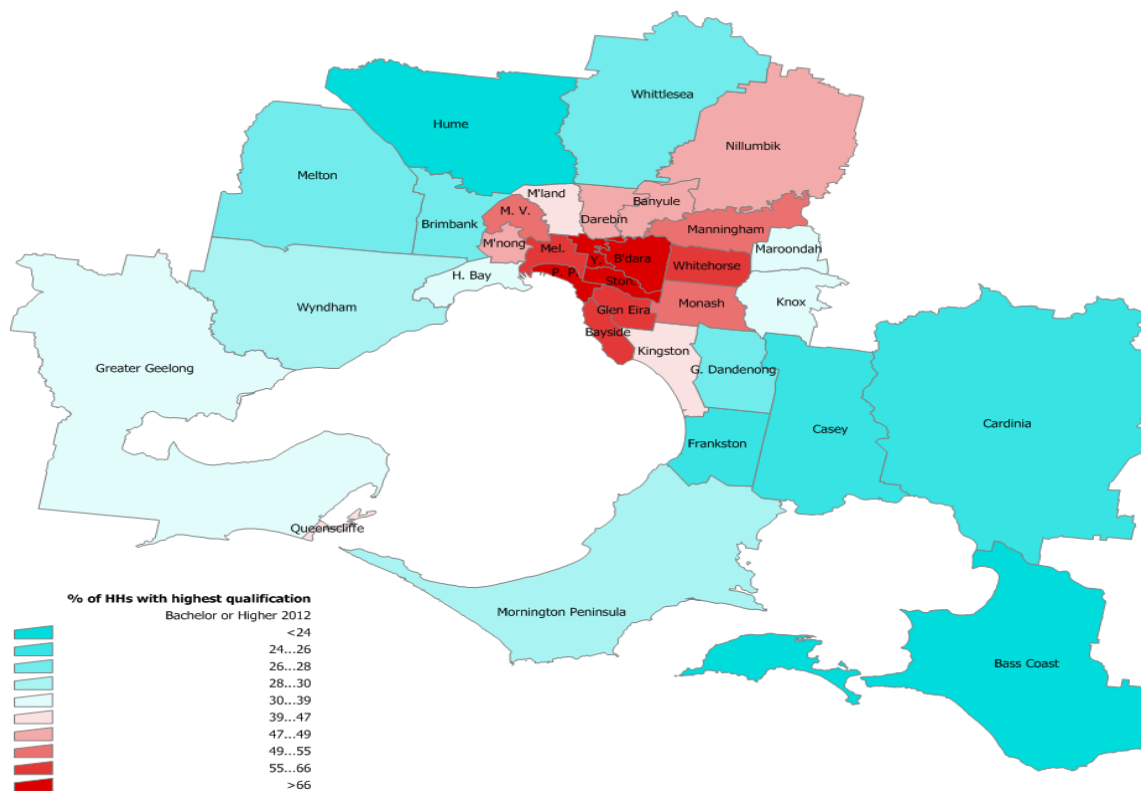 Whittlesea
Hume
Nillumbik
Melton
M'land
Banyule
M. V.
Darebin
Brimbank
Manningham
M'nong
Mel.
Maroondah
Y.
B'dara
Whitehorse
H. Bay
P. P.
Ston.
Knox
Wyndham
Monash
Glen Eira
Bayside
Kingston
Greater Geelong
G. Dandenong
Cardinia
Casey
Frankston
Queenscliffe
Mornington Peninsula
Bass Coast
% of HHs with highest qualification
Bachelor or Higher 2012
<24
24...26
26...28
28...30
30...39
39...47
47...49
49...55
55...66
>66